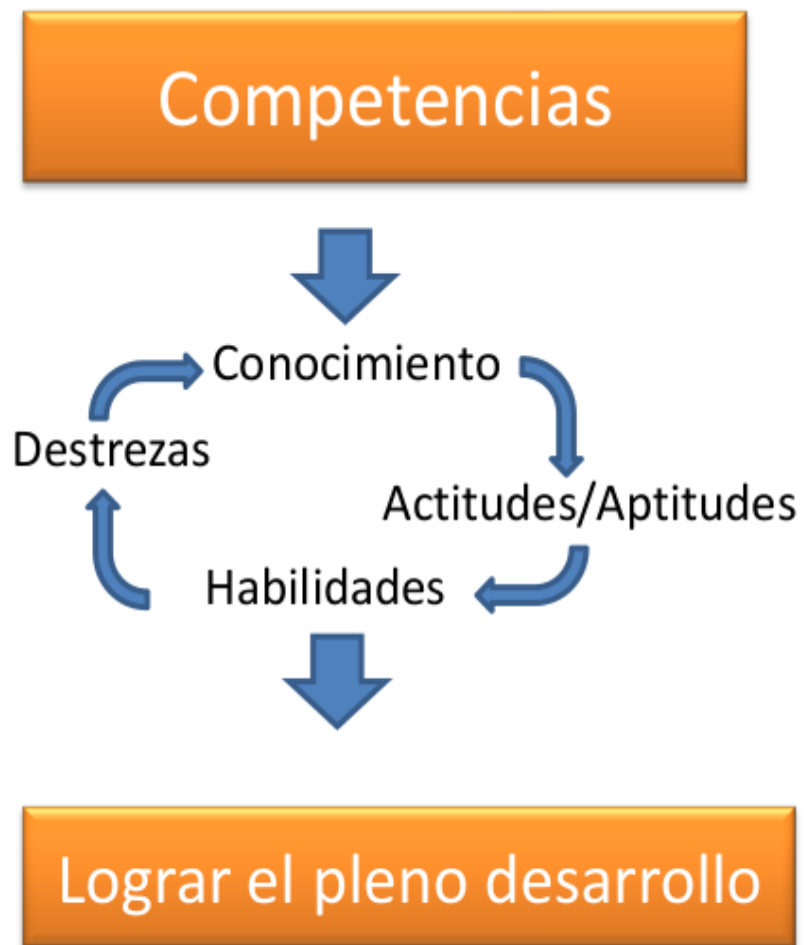 Competencias
Conocimiento
Destrezas
Actitudes/Aptitudes
Habilidades
Lograr el pleno desarrollo